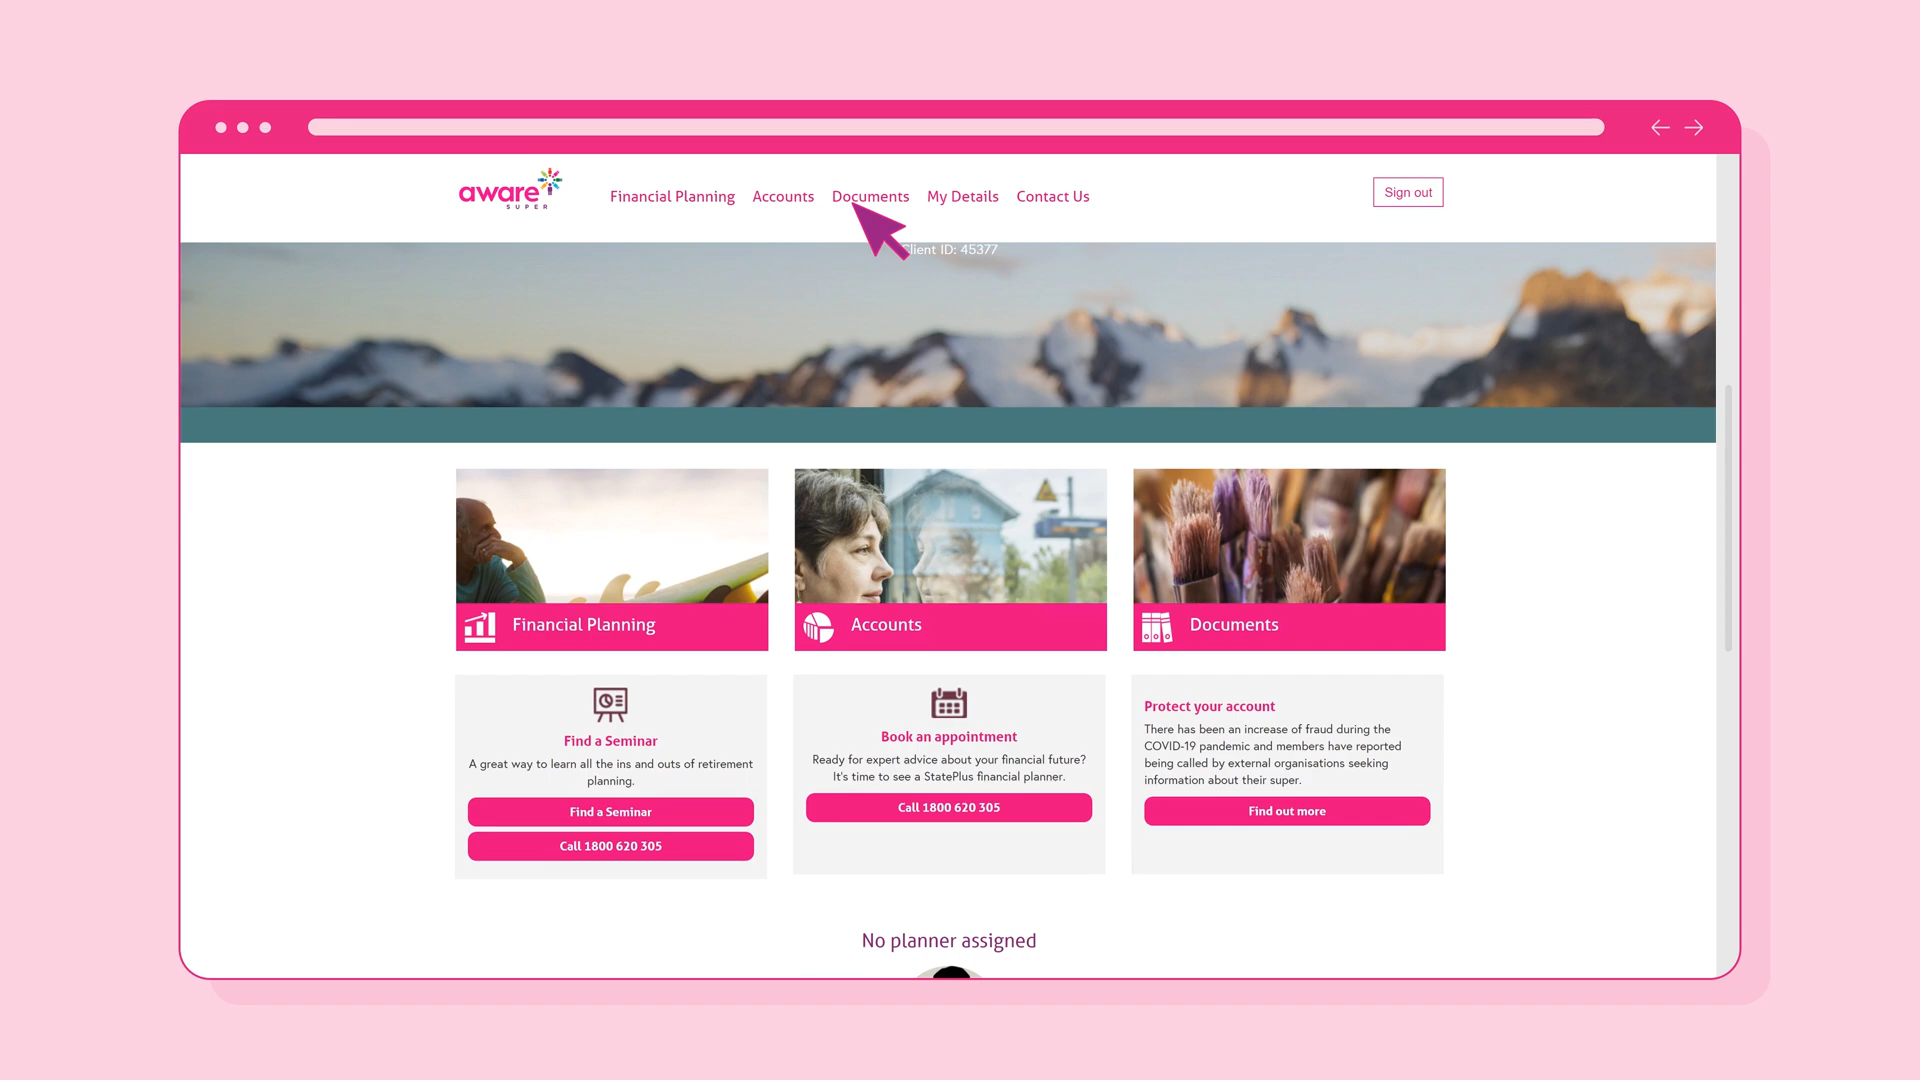 aware
SUPER
Financial Planning Accounts Documents My Details Contact Us
Sign out
Client ID: 45377
Financial Planning
Accounts
Documents
Find a Seminar
A great way to learn all the ins and outs of retirement
planning.
Find a Seminar
Call 1800 620 305
Book an appointment
Ready for expert advice about your financial future?
It's time to see a StatePlus financial planner.
Call 1800 620 305
Protect your account
There has been an increase of fraud during the
COVID-19 pandemic and members have reported
being called by external organisations seeking
information about their super.
Find out more
No planner assigned